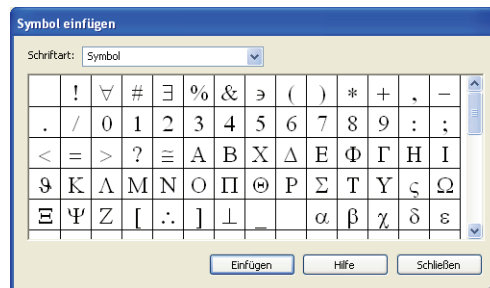 Symbol einfügen
Schriftart: Symbol
! ∀ # ∃ % & ∍ ( ) ∗ + , −
. / 0 1 2 3 4 5 6 7 8 9 : ;
< = > ? ≅ Α Β Χ Δ Ε Φ Γ Η Ι
ϑ Κ Λ Μ Ν Ο Π Θ Ρ Σ Τ Υ ς Ω
Ξ Ψ Ζ [ ∴ ] ⊥ _ α β χ δ ε
Einfügen Hilfe Schließen